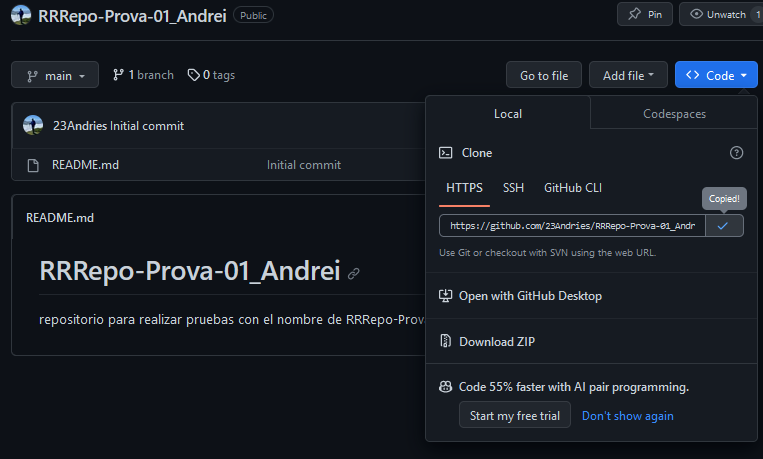 RRRepo-Prova-01_Andrei Public Pin Unwatch 1
main 1 branch 0 tags Go to file Add file Code
23Andries Initial commit
README.md Initial commit
README.md
RRRepo-Prova-01_Andrei
repositorio para realizar pruebas con el nombre de RRRepo-Prov
Local Codespaces
Clone
HTTPS SSH GitHub CLI
Copied!
https://github.com/23Andries/RRRepo-Prova-01_Andr
Use Git or checkout with SVN using the web URL.
Open with GitHub Desktop
Download ZIP
Code 55% faster with AI pair programming.
Start my free trial Don't show again